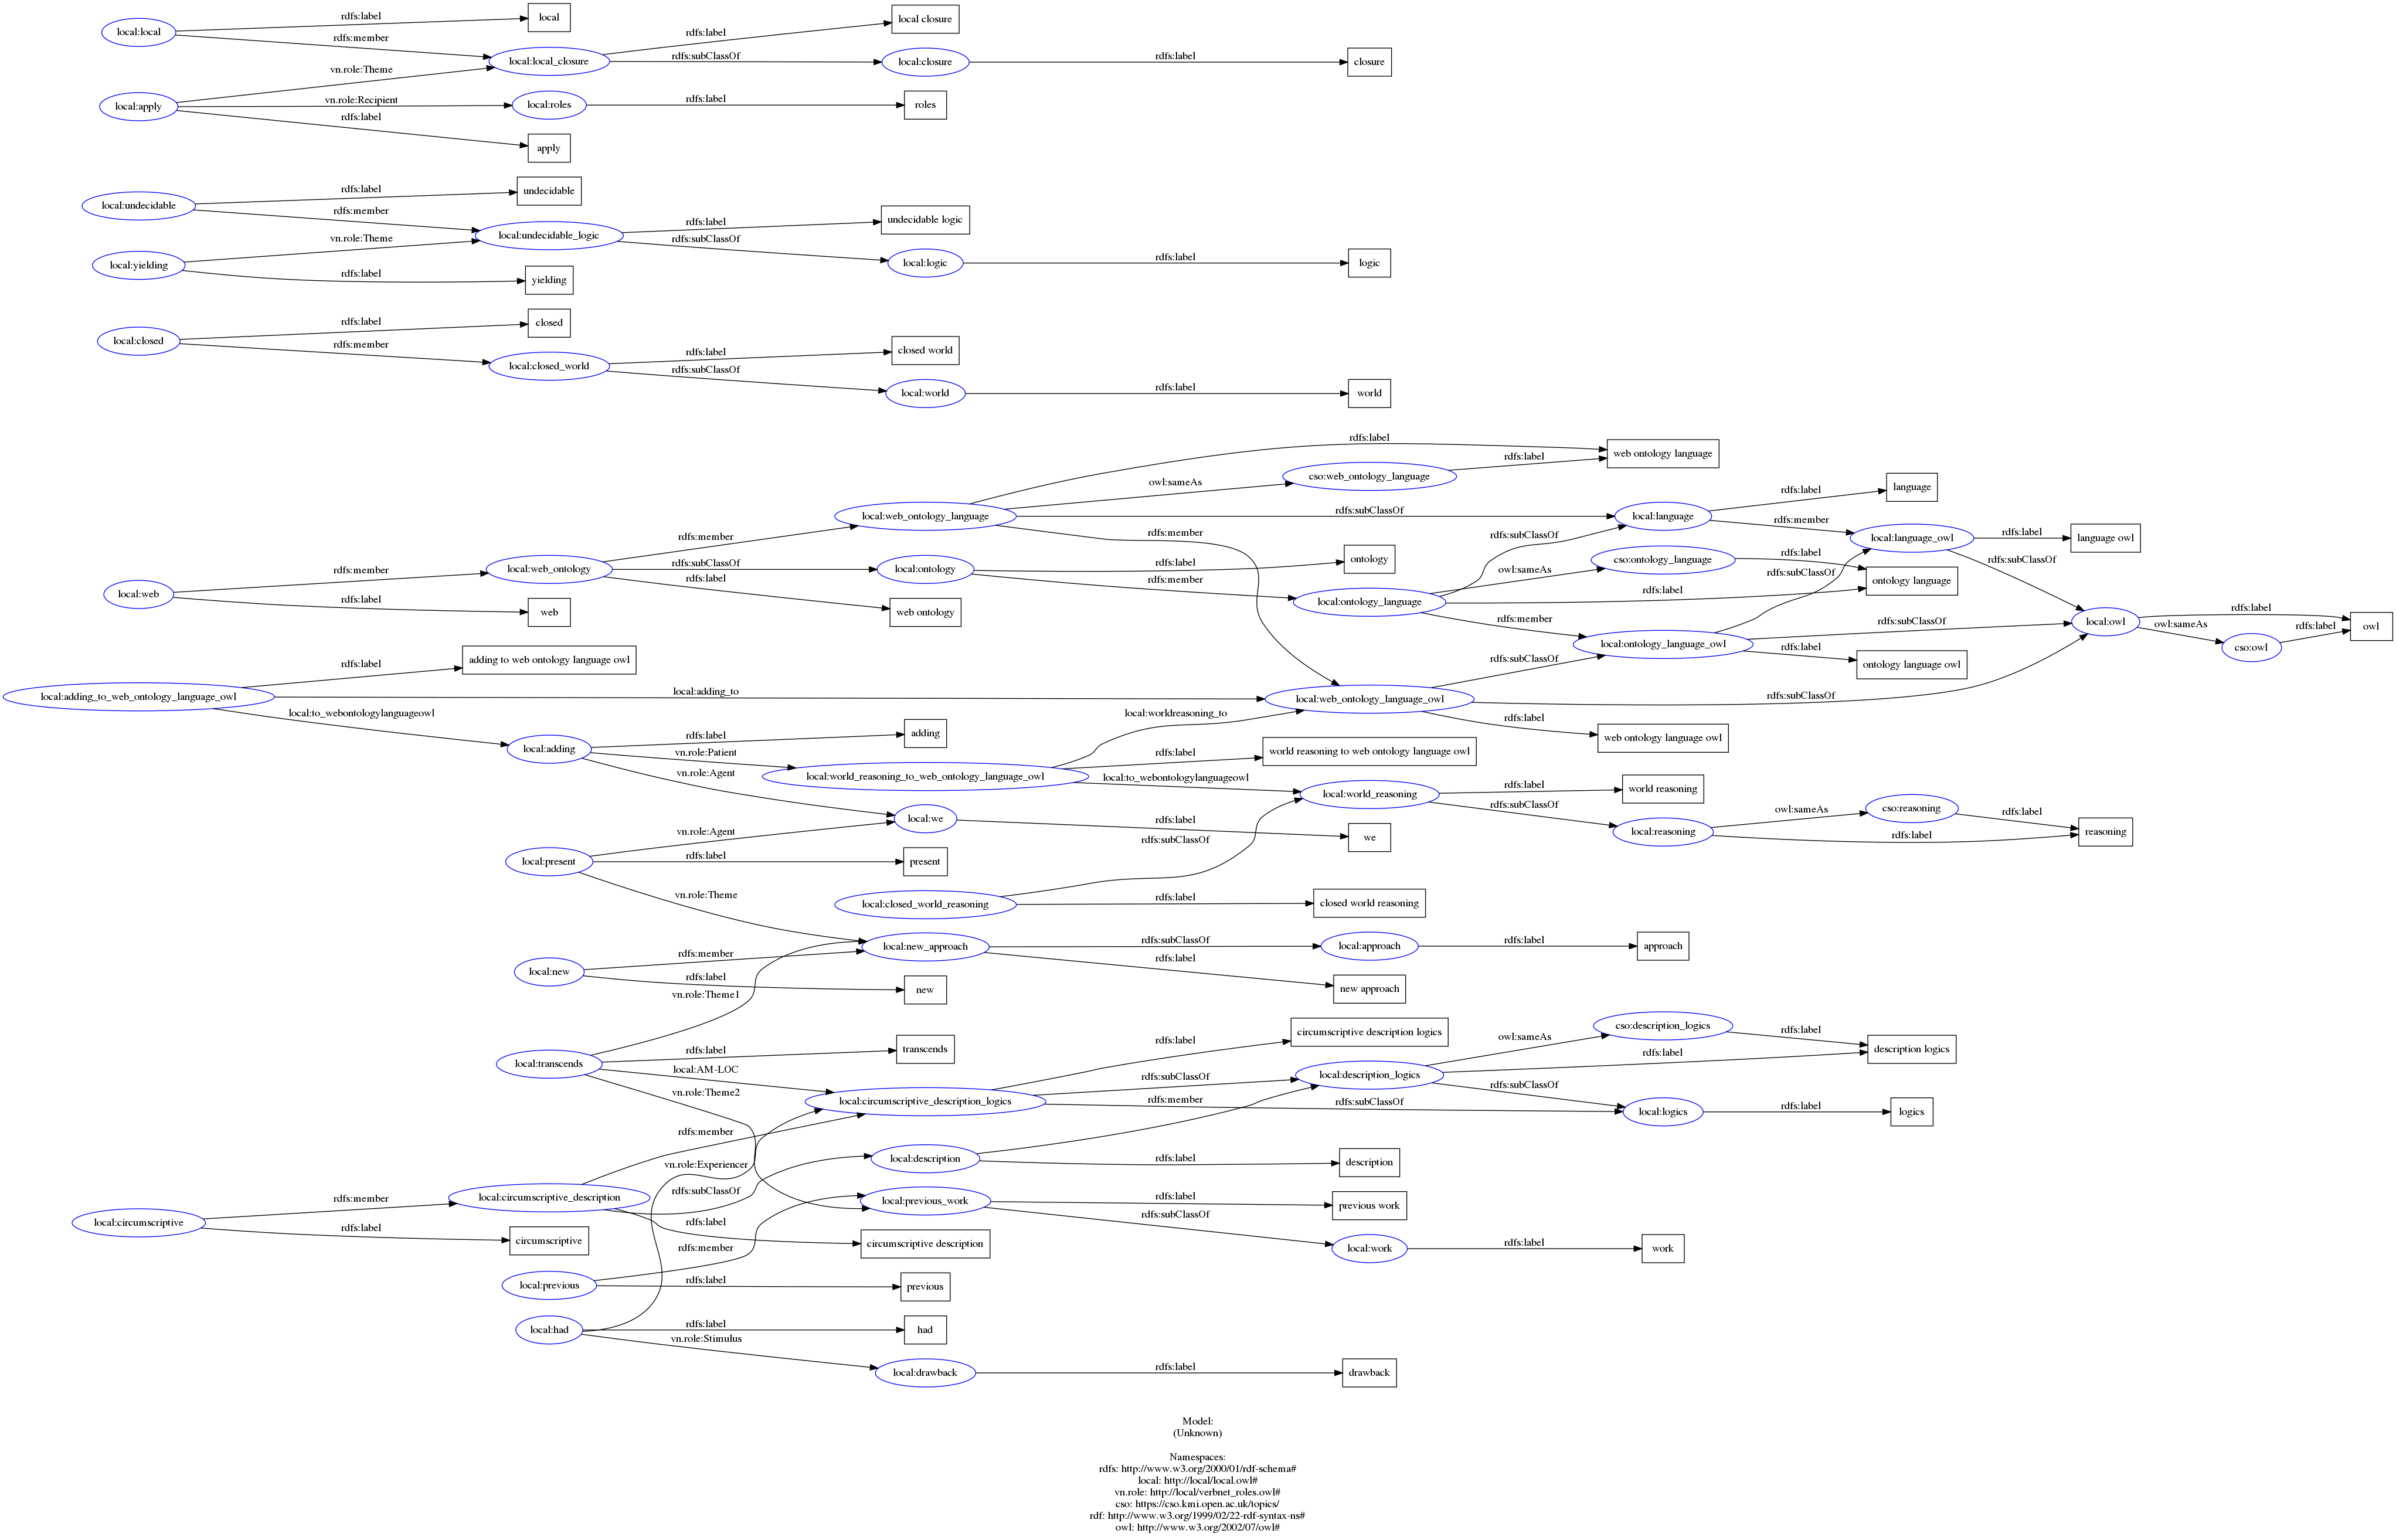 local:local
rdfs:label
local
rdfs:member
local:local_closure
rdfs:label
local closure
rdfs:subClassOf
local:closure
rdfs:label
closure
local:apply
vn.role:Theme
vn.role:Recipient
local:roles
rdfs:label
roles
rdfs:label
apply
local:undecidable
rdfs:label
undecidable
rdfs:member
local:undecidable_logic
rdfs:label
undecidable logic
rdfs:subClassOf
local:logic
rdfs:label
logic
local:yielding
vn.role:Theme
rdfs:label
yielding
local:closed
rdfs:label
closed
rdfs:member
local:closed_world
rdfs:label
closed world
rdfs:subClassOf
local:world
rdfs:label
world
local:web
rdfs:member
local:web_ontology
rdfs:label
web
rdfs:member
local:web_ontology_language
rdfs:subClassOf
local:ontology
rdfs:label
web ontology
rdfs:label
web ontology language
owl:sameAs
cso:web_ontology_language
rdfs:label
rdfs:subClassOf
local:language
rdfs:member
rdfs:label
ontology
rdfs:member
local:ontology_language
rdfs:subClassOf
owl:sameAs
cso:ontology_language
rdfs:label
ontology language
rdfs:label
rdfs:member
local:ontology_language_owl
rdfs:label
language
rdfs:member
local:language_owl
rdfs:label
language owl
rdfs:subClassOf
rdfs:subClassOf
rdfs:subClassOf
local:owl
rdfs:label
owl
owl:sameAs
cso:owl
rdfs:label
rdfs:label
ontology language owl
local:adding_to_web_ontology_language_owl
rdfs:label
adding to web ontology language owl
local:adding_to
local:web_ontology_language_owl
rdfs:subClassOf
rdfs:subClassOf
rdfs:label
web ontology language owl
local:to_webontologylanguageowl
local:adding
rdfs:label
adding
vn.role:Patient
local:world_reasoning_to_web_ontology_language_owl
vn.role:Agent
local:worldreasoning_to
rdfs:label
world reasoning to web ontology language owl
local:to_webontologylanguageowl
local:world_reasoning
rdfs:label
world reasoning
rdfs:subClassOf
local:reasoning
owl:sameAs
cso:reasoning
rdfs:label
reasoning
rdfs:label
local:we
rdfs:label
we
local:present
vn.role:Agent
rdfs:label
present
vn.role:Theme
rdfs:subClassOf
local:closed_world_reasoning
rdfs:label
closed world reasoning
local:new
rdfs:member
local:new_approach
rdfs:label
new
rdfs:subClassOf
local:approach
rdfs:label
approach
rdfs:label
new approach
vn.role:Theme1
local:transcends
rdfs:label
transcends
local:AM-LOC
local:circumscriptive_description_logics
vn.role:Theme2
rdfs:label
circumscriptive description logics
rdfs:subClassOf
local:description_logics
rdfs:member
rdfs:subClassOf
owl:sameAs
cso:description_logics
rdfs:label
description logics
rdfs:label
rdfs:subClassOf
local:logics
rdfs:label
logics
local:circumscriptive
rdfs:member
local:circumscriptive_description
rdfs:label
circumscriptive
rdfs:member
vn.role:Experiencer
rdfs:subClassOf
local:description
rdfs:label
description
rdfs:label
circumscriptive description
local:previous
rdfs:member
local:previous_work
rdfs:label
previous
rdfs:label
previous work
rdfs:subClassOf
local:work
rdfs:label
work
local:had
rdfs:label
had
vn.role:Stimulus
local:drawback
rdfs:label
drawback
Model:
(Unknown)
Namespaces:
rdfs: http://www.w3.org/2000/01/rdf-schema#
local: http://local/local.owl#
vn.role: http://local/verbnet_roles.owl#
cso: https://cso.kmi.open.ac.uk/topics/
rdf: http://www.w3.org/1999/02/22-rdf-syntax-ns#
owl: http://www.w3.org/2002/07/owl#